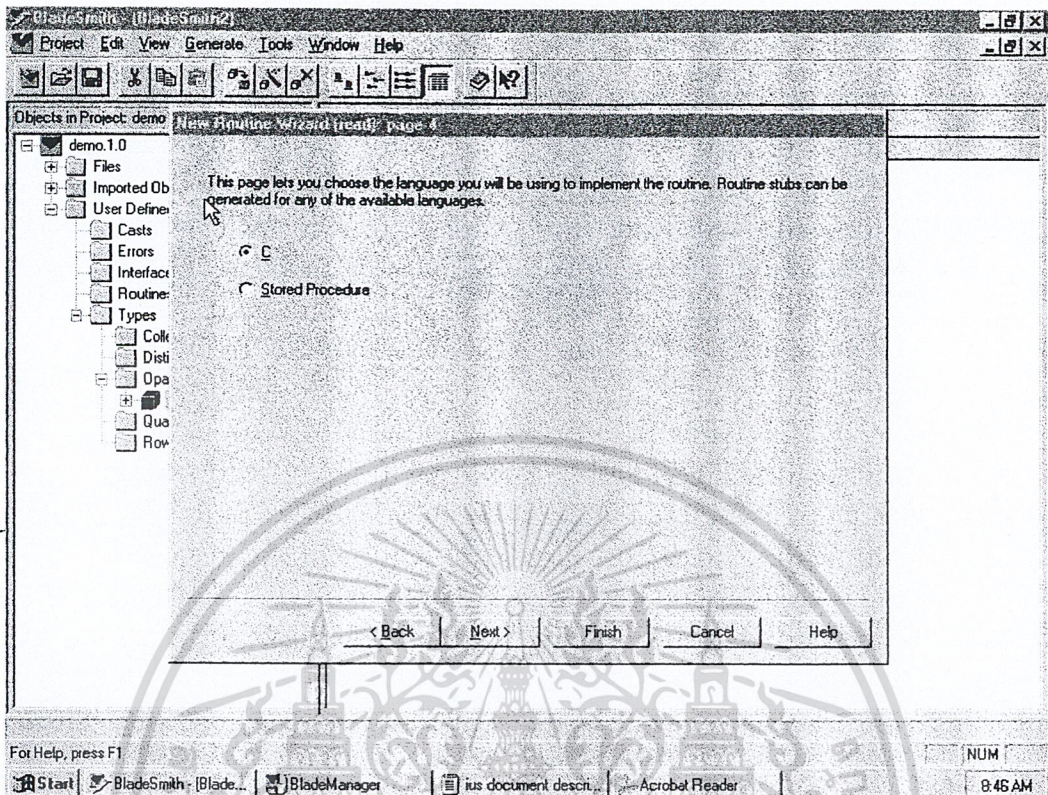 BladeSmith - [BladeSmith2]
Project Edit View Generate Tools Window Help
Objects in Project: demo
New Routine Wizard (read): page 4
demo.1.0
Files
Imported Ob
User Define
Casts
Errors
Interface
Routine
Types
Colle
Disti
Opa
Qua
Row
This page lets you choose the language you will be using to implement the routine. Routine stubs can be
generated for any of the available languages.
C
Stored Procedure
< Back Next > Finish Cancel Help
For Help, press F1 NUM
Start BladeSmith - [Blade... BladeManager ius document descri... Acrobat Reader 8:46 AM